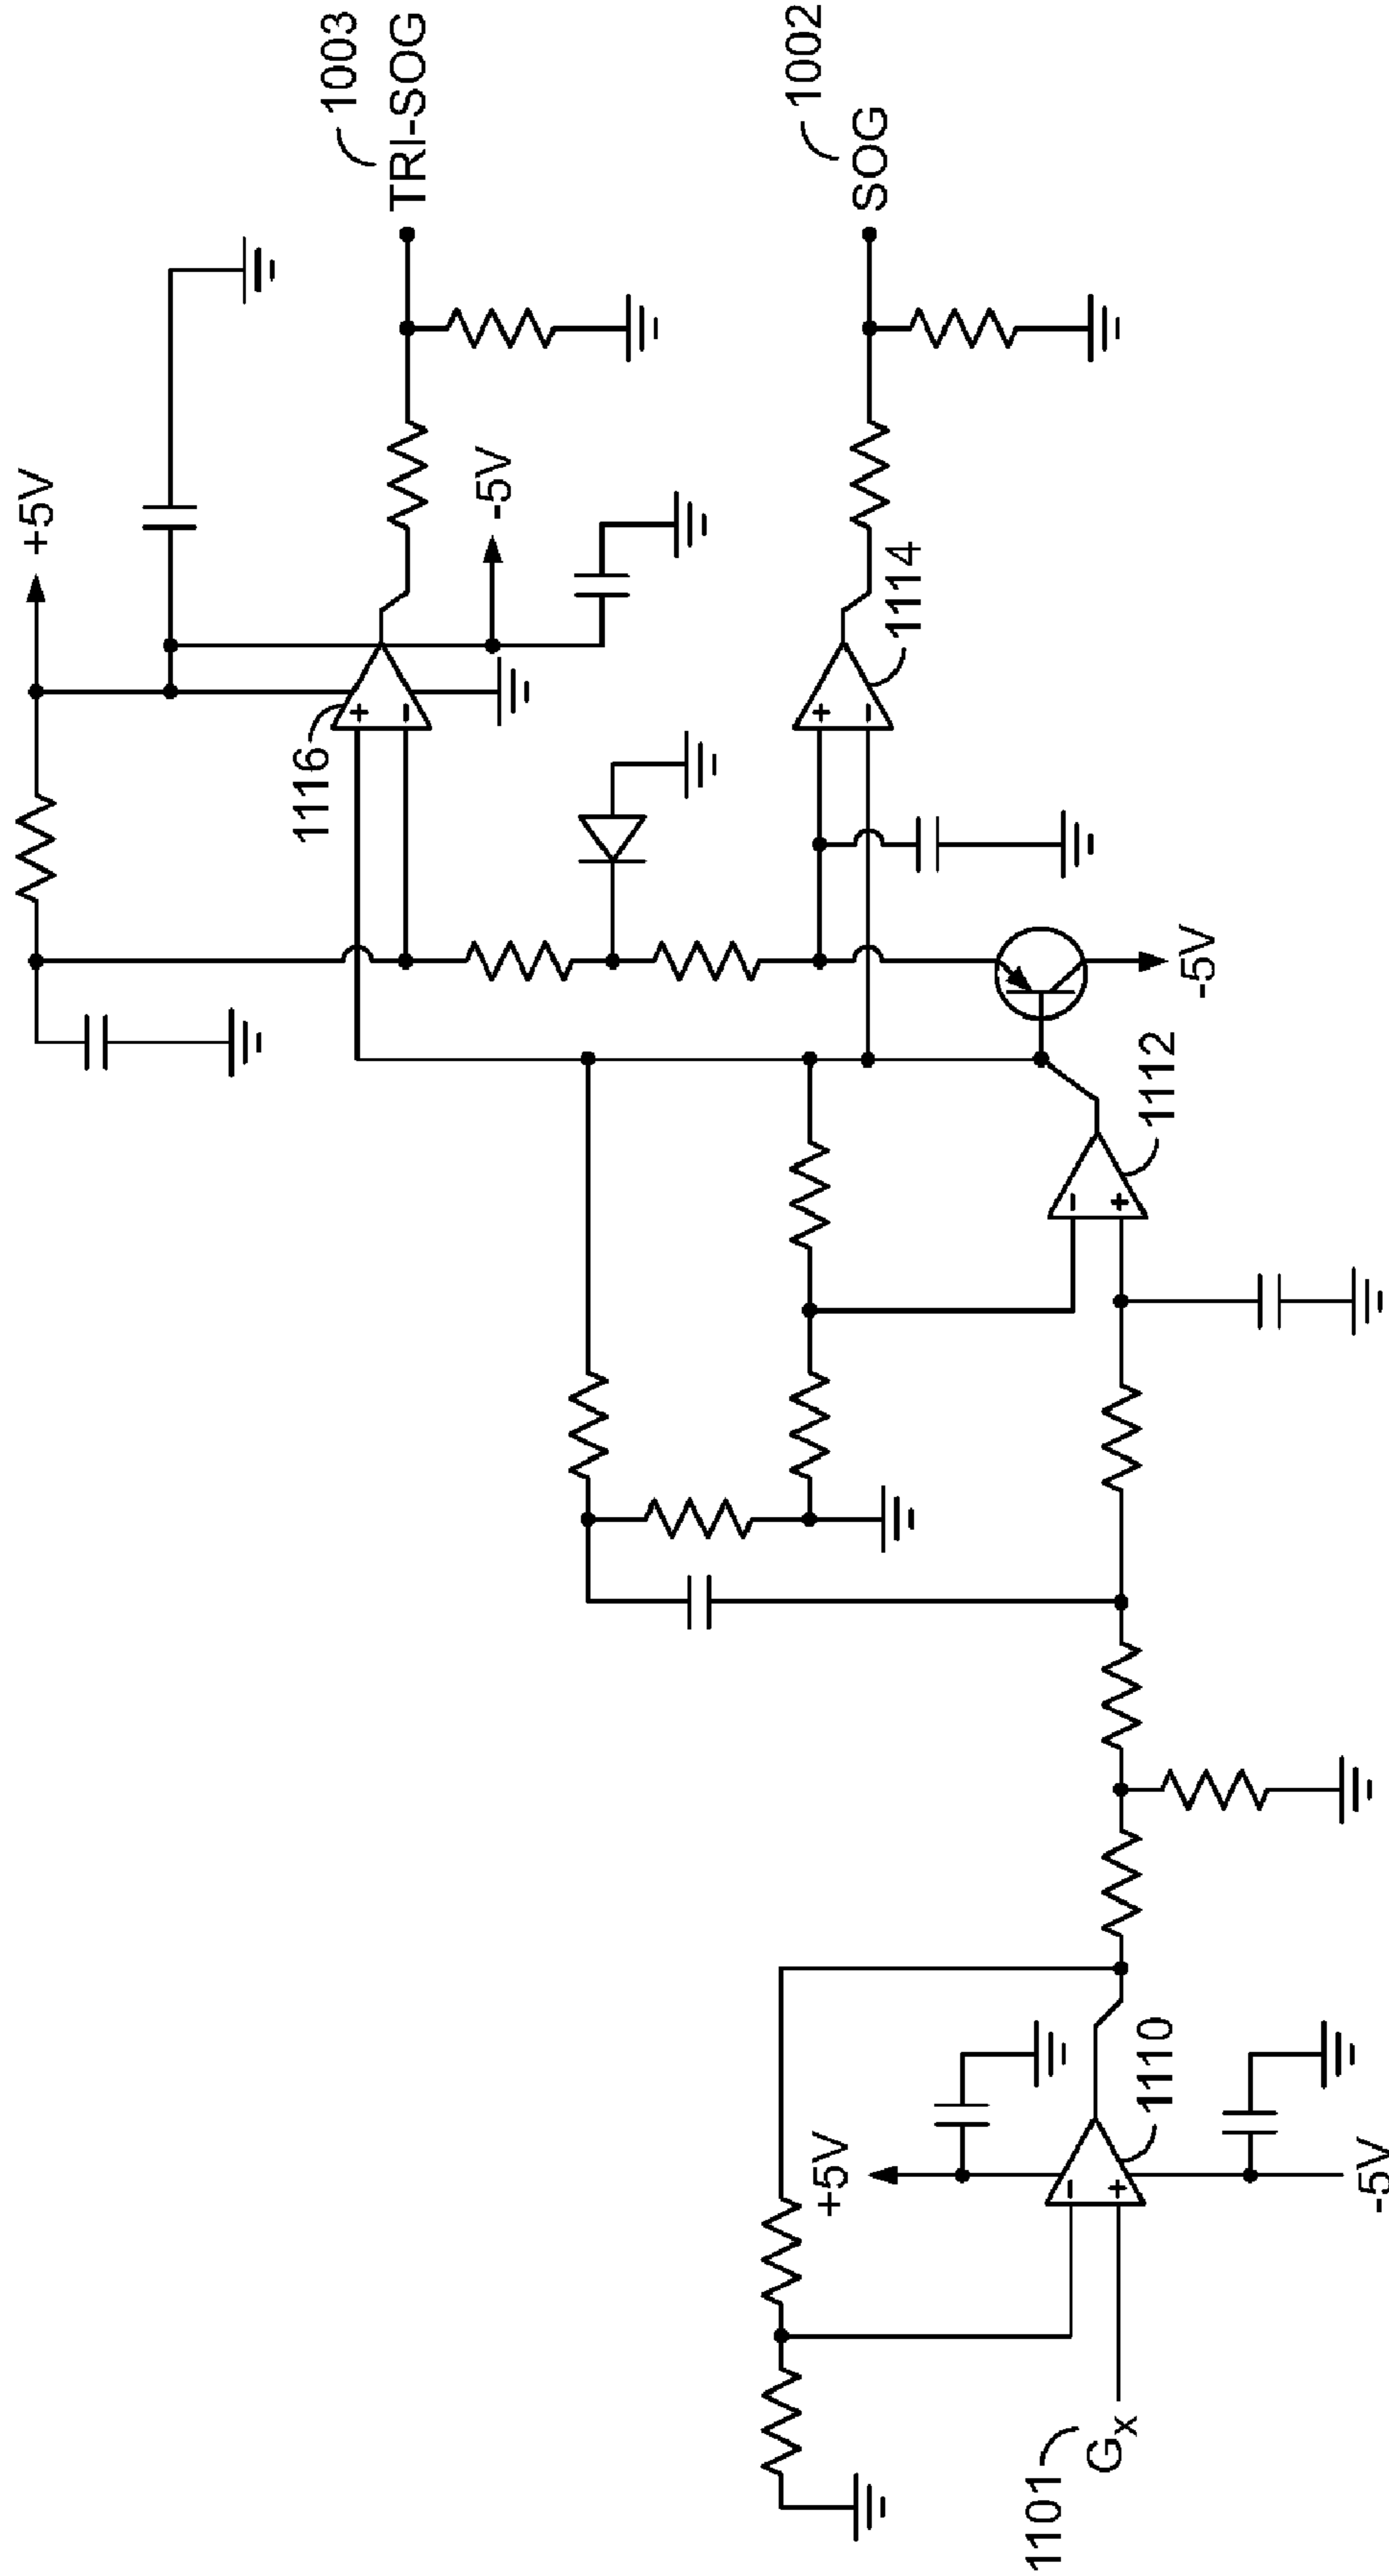 +5V
1003
TRI-SOG
1116
-5V
1002
SOG
1114
-5V
1112
+5V
1110
-5V
1101
Gx
+
−
+
−
−
+
−
+